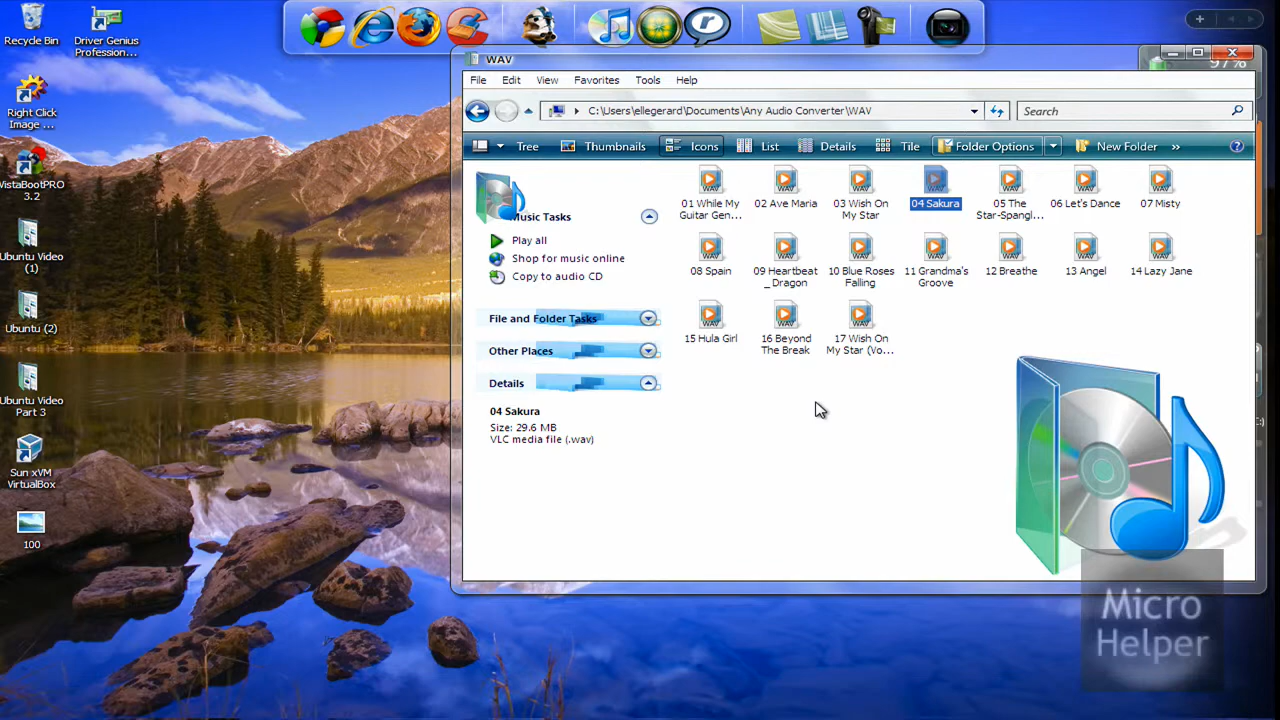 Recycle Bin
Driver Genius
Profession...
Right Click
Image ...
VistaBootPRO
3.2
Ubuntu Video
(1)
Ubuntu (2)
Ubuntu Video
Part 3
Sun xVM
VirtualBox
100
97%
WAV
File Edit View Favorites Tools Help
C:\Users\ellegerard\Documents\Any Audio Converter\WAV
Search
Tree Thumbnails Icons List Details Tile Folder Options New Folder »
Music Tasks
Play all
Shop for music online
Copy to audio CD
File and Folder Tasks
Other Places
Details
04 Sakura
Size: 29.6 MB
VLC media file (.wav)
01 While My
Guitar Gen...
02 Ave Maria
03 Wish On
My Star
04 Sakura
05 The
Star-Spangl...
06 Let's Dance
07 Misty
08 Spain
09 Heartbeat
_ Dragon
10 Blue Roses
Falling
11 Grandma's
Groove
12 Breathe
13 Angel
14 Lazy Jane
15 Hula Girl
16 Beyond
The Break
17 Wish On
My Star (Vo...
Micro
Helper